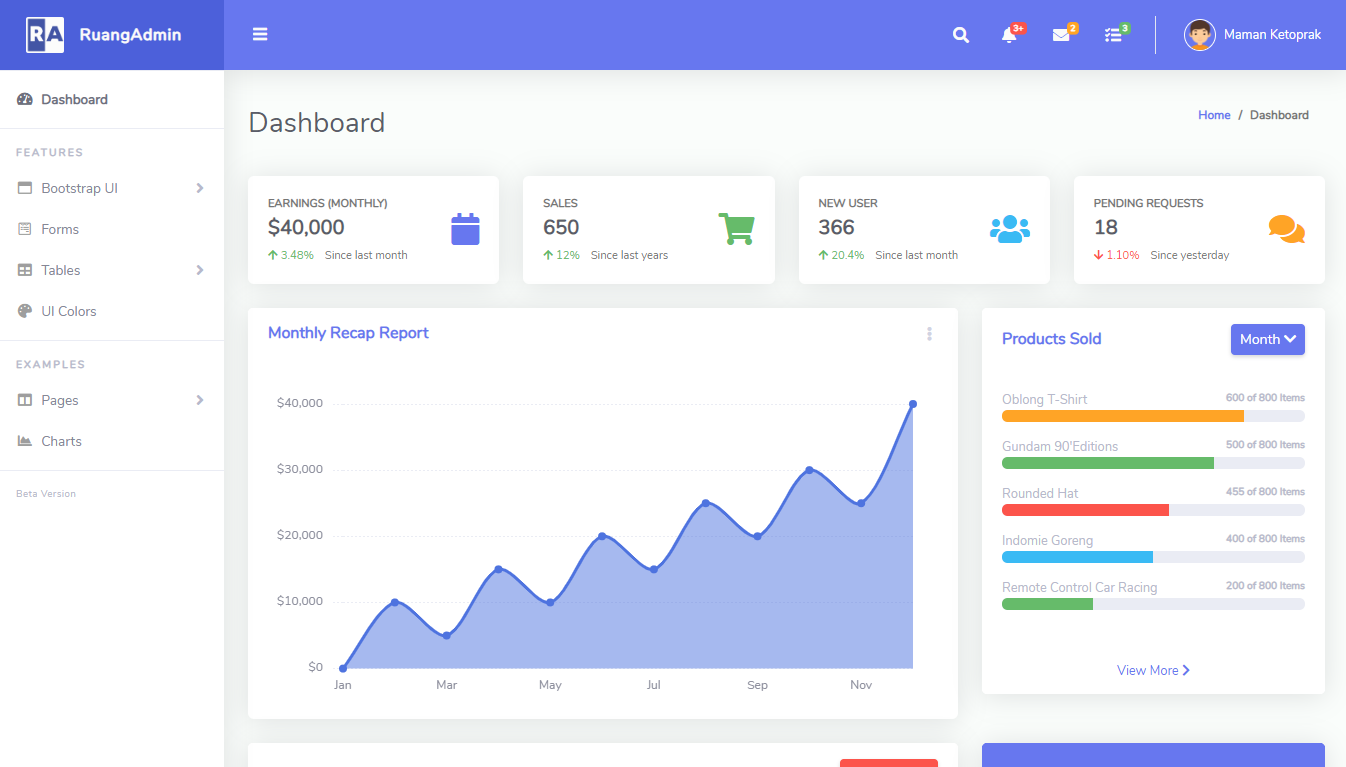 RA RuangAdmin
3+
2
3
Maman Ketoprak
Dashboard
FEATURES
Bootstrap UI
Forms
Tables
UI Colors
EXAMPLES
Pages
Charts
Beta Version
Dashboard
Home / Dashboard
EARNINGS (MONTHLY)
$40,000
3.48% Since last month
SALES
650
12% Since last years
NEW USER
366
20.4% Since last month
PENDING REQUESTS
18
1.10% Since yesterday
Monthly Recap Report
$40,000
$30,000
$20,000
$10,000
$0
Jan Mar May Jul Sep Nov
Products Sold
Month
Oblong T-Shirt 600 of 800 Items
Gundam 90'Editions 500 of 800 Items
Rounded Hat 455 of 800 Items
Indomie Goreng 400 of 800 Items
Remote Control Car Racing 200 of 800 Items
View More